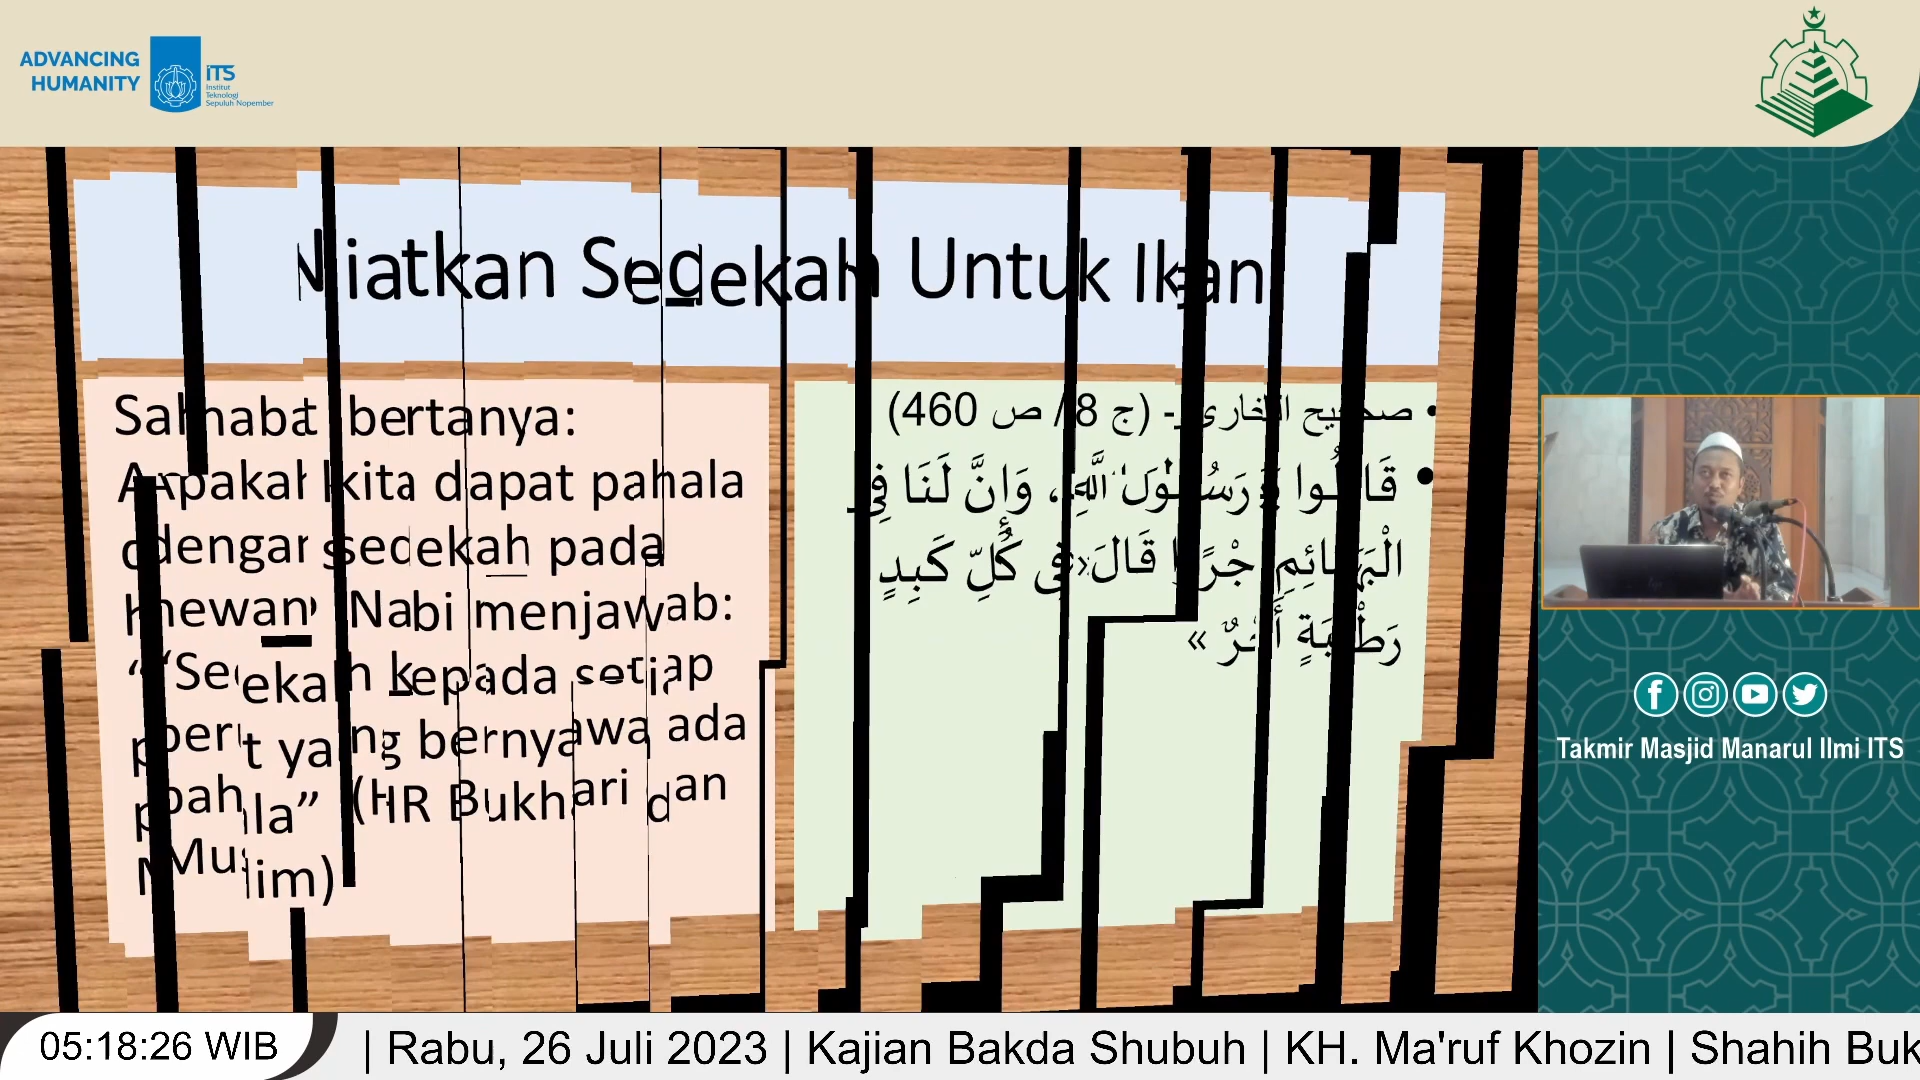 ADVANCING
HUMANITY
ITS
Institut
Teknologi
Sepuluh Nopember
Niatkan Sedekah Untuk Ikan
Sahabat bertanya:
Apakah kita dapat pahala
dengan sedekah pada
hewan? Nabi menjawab:
“Sedekah kepada setiap
perut yang bernyawa ada
pahala” (HR Bukhari dan
Muslim)
• صحيح البخارى - (ج 8 / ص 460)
• قَالُوا يَا رَسُولَ اللَّهِ، وَإِنَّ لَنَا فِى
الْبَهَائِمِ أَجْرًا قَالَ « فِى كُلِّ كَبِدٍ
رَطْبَةٍ أَجْرٌ »
Takmir Masjid Manarul Ilmi ITS
05:18:26 WIB
| Rabu, 26 Juli 2023 | Kajian Bakda Shubuh | KH. Ma'ruf Khozin | Shahih Buk